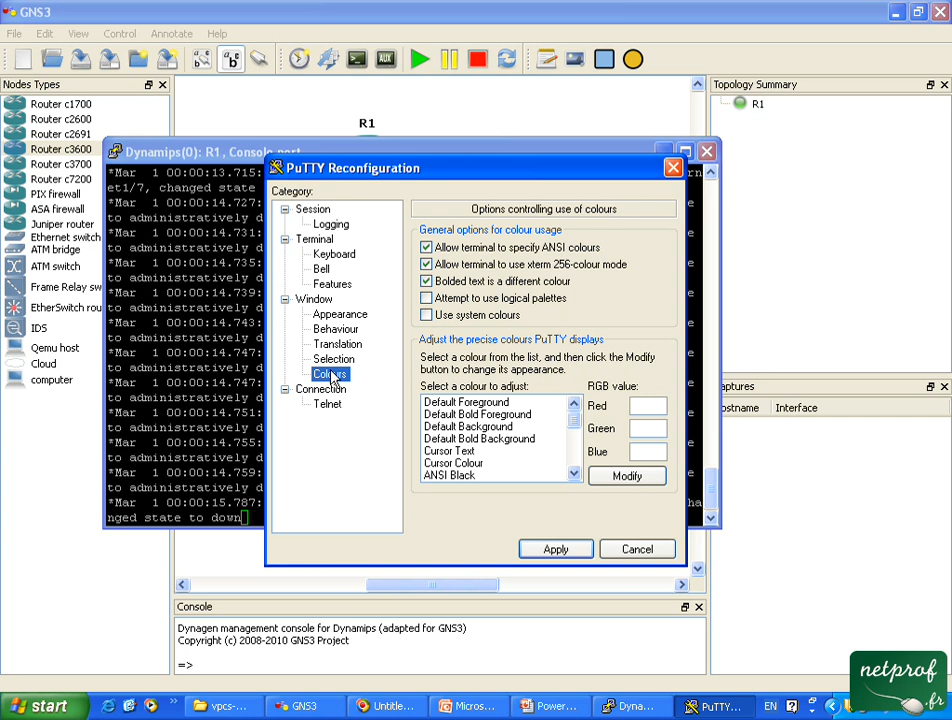 GNS3
File Edit View Control Annotate Help
AUX
Nodes Types
Router c1700
Router c2600
Router c2691
Router c3600
Router c3700
Router c7200
PIX firewall
ASA firewall
Juniper router
Ethernet switch
ATM bridge
ATM switch
Frame Relay sw
EtherSwitch rou
IDS
Qemu host
Cloud
computer
R1
Topology Summary
R1
Dynamips(0): R1, Console port
*Mar 1 00:00:13.715:
et1/7, changed state
*Mar 1 00:00:14.727:
to administratively d
*Mar 1 00:00:14.731:
to administratively d
*Mar 1 00:00:14.735:
to administratively d
*Mar 1 00:00:14.739:
to administratively d
*Mar 1 00:00:14.743:
to administratively d
*Mar 1 00:00:14.747:
to administratively d
*Mar 1 00:00:14.747:
to administratively d
*Mar 1 00:00:14.755:
to administratively d
*Mar 1 00:00:14.759:
to administratively d
*Mar 1 00:00:15.787:
nged state to down
PuTTY Reconfiguration
Category:
Session
Logging
Terminal
Keyboard
Bell
Features
Window
Appearance
Behaviour
Translation
Selection
Colours
Connection
Telnet
Options controlling use of colours
General options for colour usage
Allow terminal to specify ANSI colours
Allow terminal to use xterm 256-colour mode
Bolded text is a different colour
Attempt to use logical palettes
Use system colours
Adjust the precise colours PuTTY displays
Select a colour from the list, and then click the Modify
button to change its appearance.
Select a colour to adjust:
RGB value:
Default Foreground
Default Bold Foreground
Default Background
Default Bold Background
Cursor Text
Cursor Colour
ANSI Black
Red
Green
Blue
Modify
Apply
Cancel
aptures
ostname Interface
Console
Dynagen management console for Dynamips (adapted for GNS3)
Copyright (c) 2008-2010 GNS3 Project
=>
netprof
.fr
start
vpcs-...
GNS3
Untitle...
Micros...
Power...
Dyna...
PuTTY...
EN